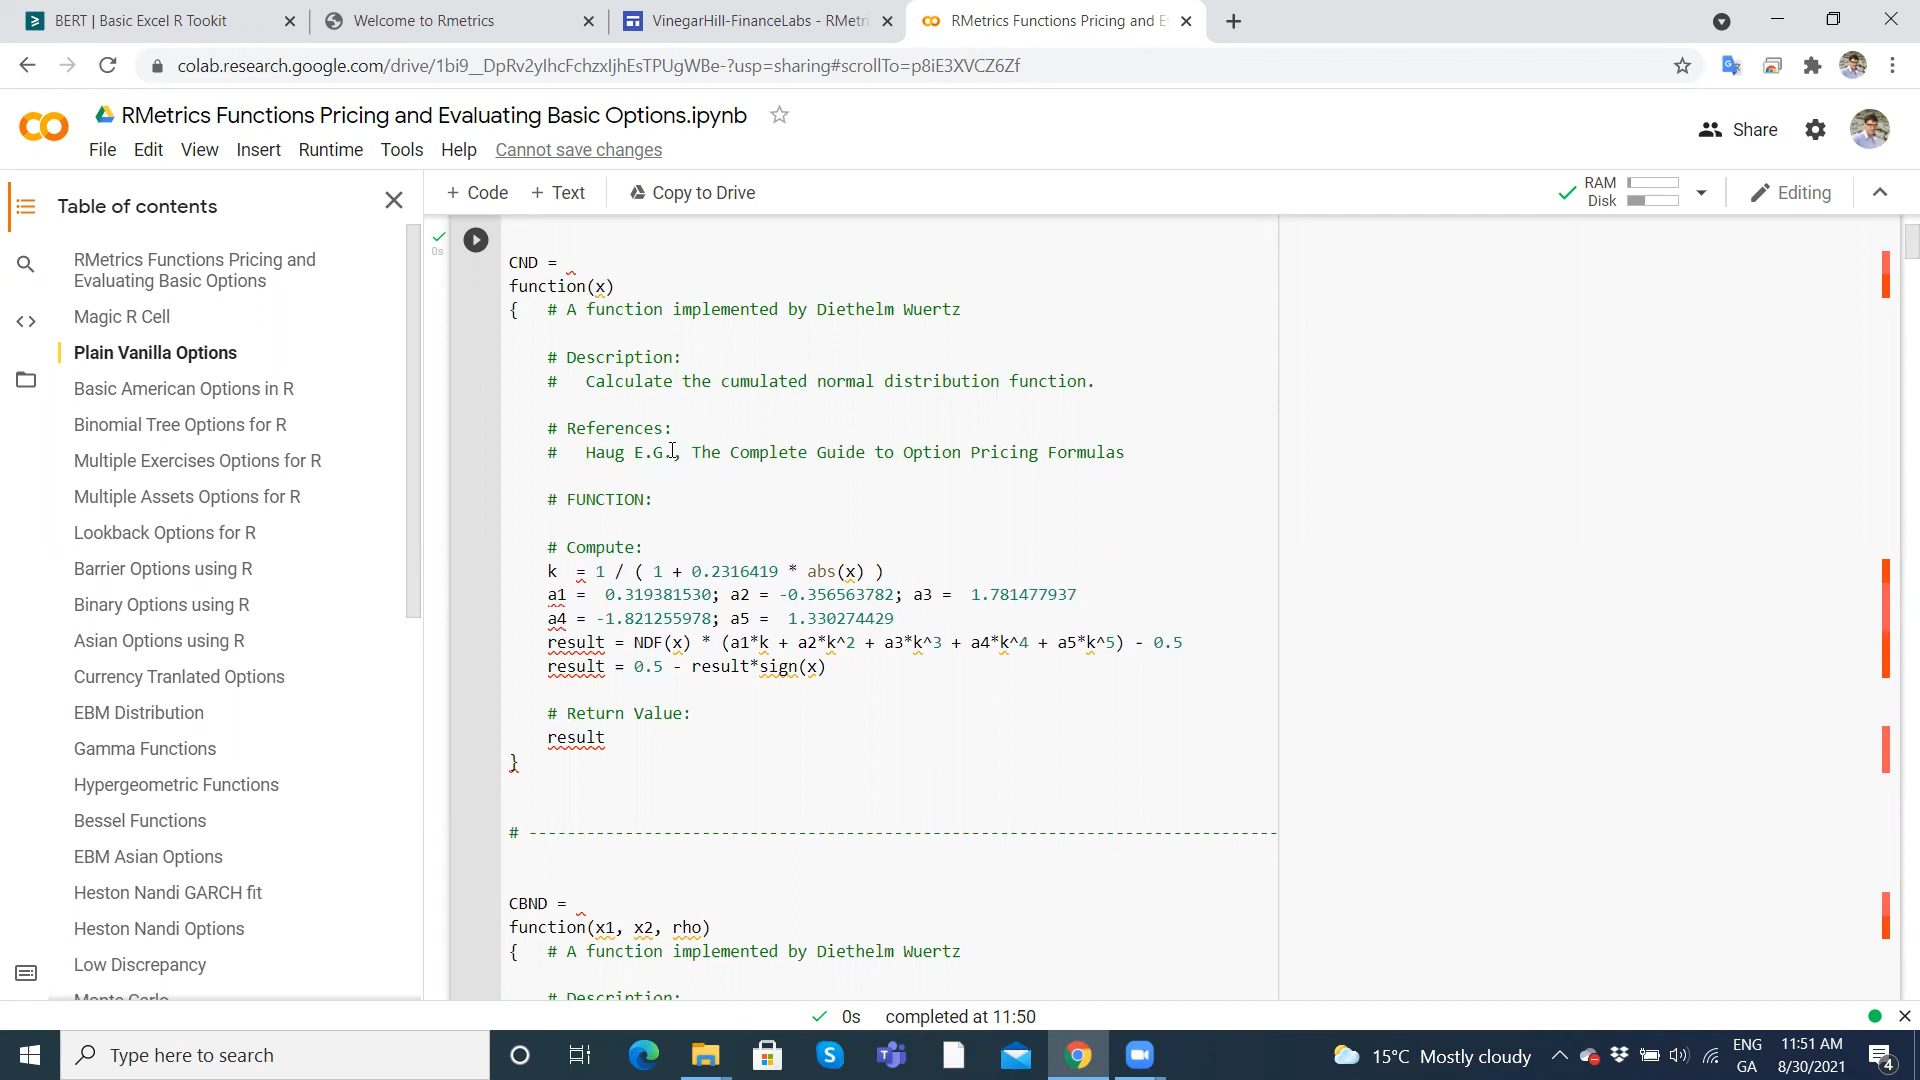 BERT | Basic Excel R Tookit
Welcome to Rmetrics
VinegarHill-FinanceLabs - RMetri
RMetrics Functions Pricing and E
colab.research.google.com/drive/1bi9__DpRv2yIhcFchzxIjhEsTPUgWBe-?usp=sharing#scrollTo=p8iE3XVCZ6Zf
CO
RMetrics Functions Pricing and Evaluating Basic Options.ipynb
Share
File Edit View Insert Runtime Tools Help Cannot save changes
Table of contents
+ Code + Text Copy to Drive
RAM
Disk
Editing
RMetrics Functions Pricing and
Evaluating Basic Options
Magic R Cell
Plain Vanilla Options
Basic American Options in R
Binomial Tree Options for R
Multiple Exercises Options for R
Multiple Assets Options for R
Lookback Options for R
Barrier Options using R
Binary Options using R
Asian Options using R
Currency Tranlated Options
EBM Distribution
Gamma Functions
Hypergeometric Functions
Bessel Functions
EBM Asian Options
Heston Nandi GARCH fit
Heston Nandi Options
Low Discrepancy
Monte Carlo
0s
CND =
function(x)
{ # A function implemented by Diethelm Wuertz
# Description:
# Calculate the cumulated normal distribution function.
# References:
# Haug E.G., The Complete Guide to Option Pricing Formulas
# FUNCTION:
# Compute:
k = 1 / ( 1 + 0.2316419 * abs(x) )
a1 = 0.319381530; a2 = -0.356563782; a3 = 1.781477937
a4 = -1.821255978; a5 = 1.330274429
result = NDF(x) * (a1*k + a2*k^2 + a3*k^3 + a4*k^4 + a5*k^5) - 0.5
result = 0.5 - result*sign(x)
# Return Value:
result
}
# ------------------------------------------------------------------------------
CBND =
function(x1, x2, rho)
{ # A function implemented by Diethelm Wuertz
# Description:
0s completed at 11:50
Type here to search
15°C Mostly cloudy
ENG
GA
11:51 AM
8/30/2021
4